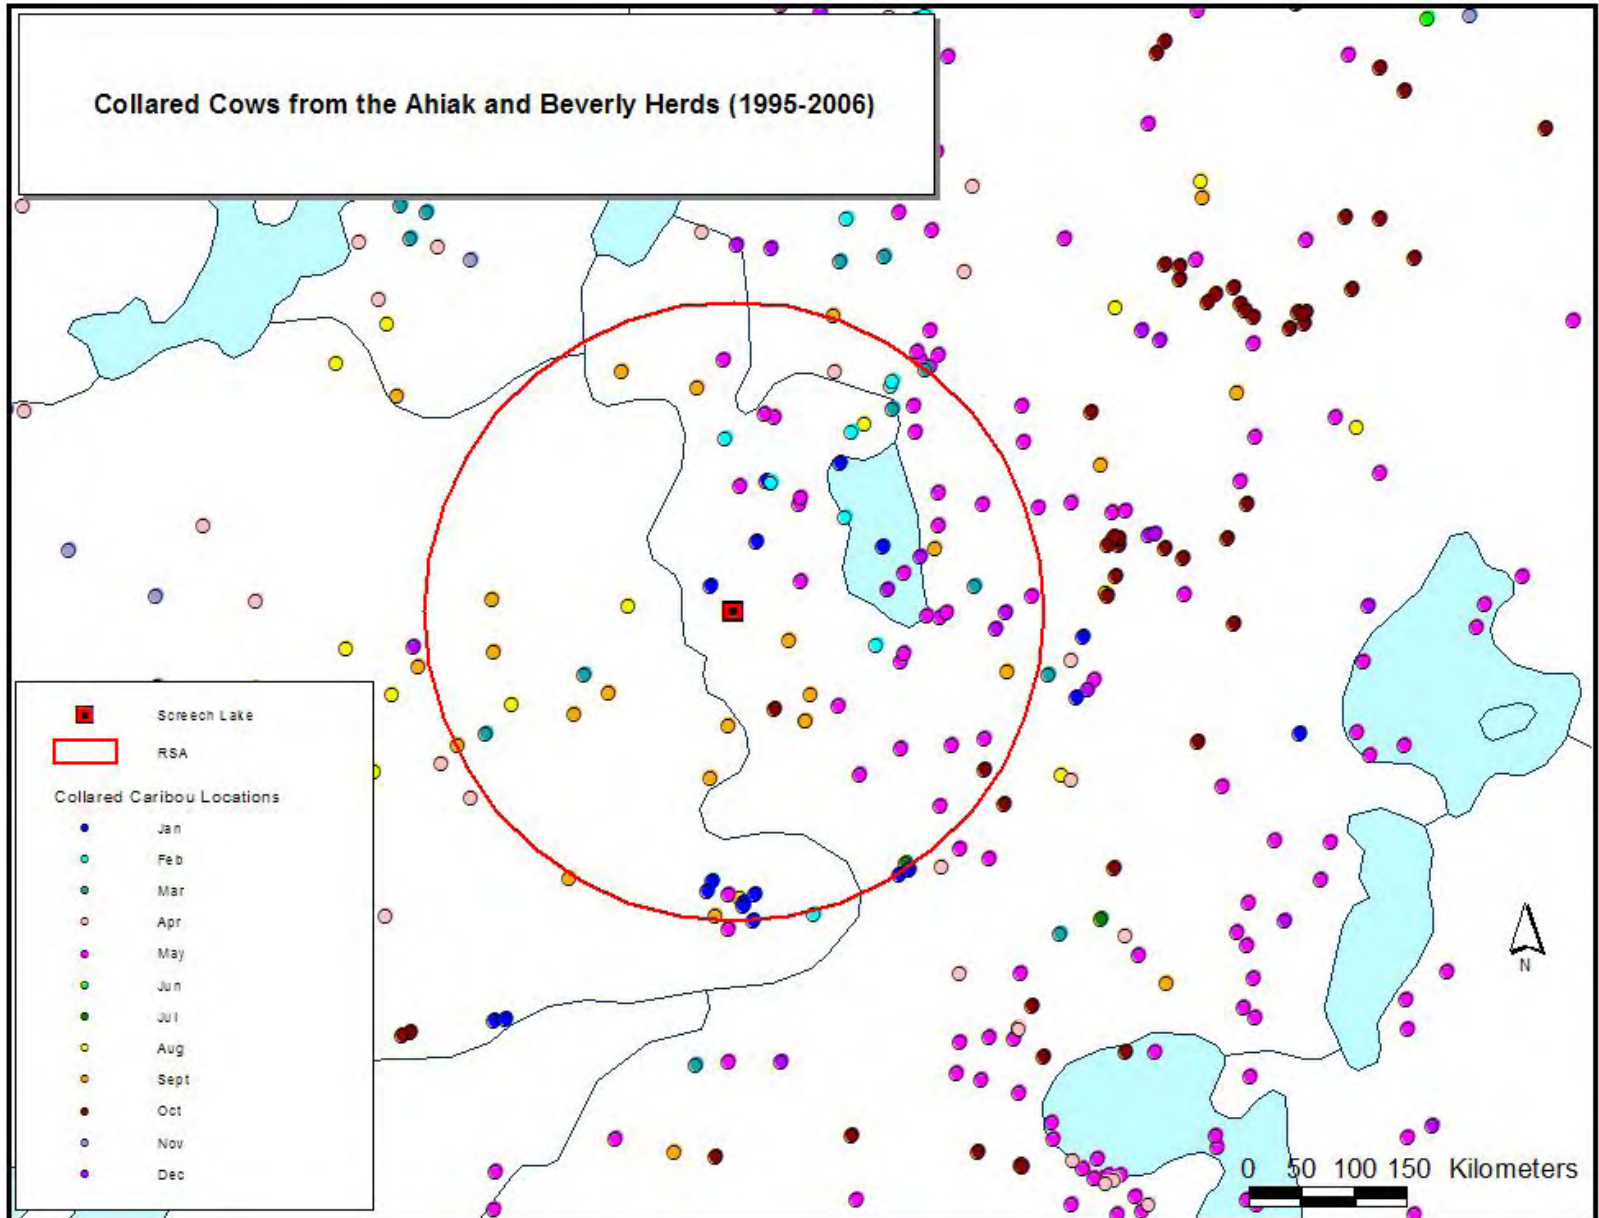 Collared Cows from the Ahiak and Beverly Herds (1995-2006)
Screech Lake
RSA
Collared Caribou Locations
Jan
Feb
Mar
Apr
May
Jun
Jul
Aug
Sept
Oct
Nov
Dec
N
0 50 100 150 Kilometers